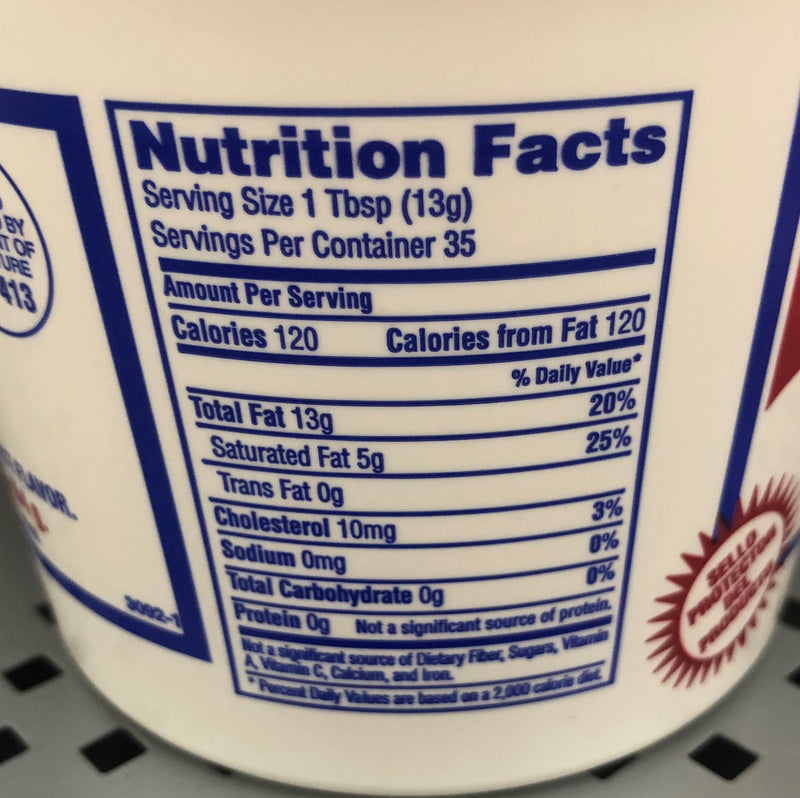 Nutrition Facts
Serving Size 1 Tbsp (13g)
Servings Per Container 35
Amount Per Serving
Calories 120 Calories from Fat 120
% Daily Value*
Total Fat 13g 20%
Saturated Fat 5g 25%
Trans Fat 0g
Cholesterol 10mg 3%
Sodium 0mg 0%
Total Carbohydrate 0g 0%
Protein 0g Not a significant source of protein.
Not a significant source of Dietary Fiber, Sugars, Vitamin
A, Vitamin C, Calcium, and Iron.
* Percent Daily Values are based on a 2,000 calorie diet.
BY
OF
413
FLAVOR.
3092-1
SELLO
PROTECTOR
DEL
PRODUCTO